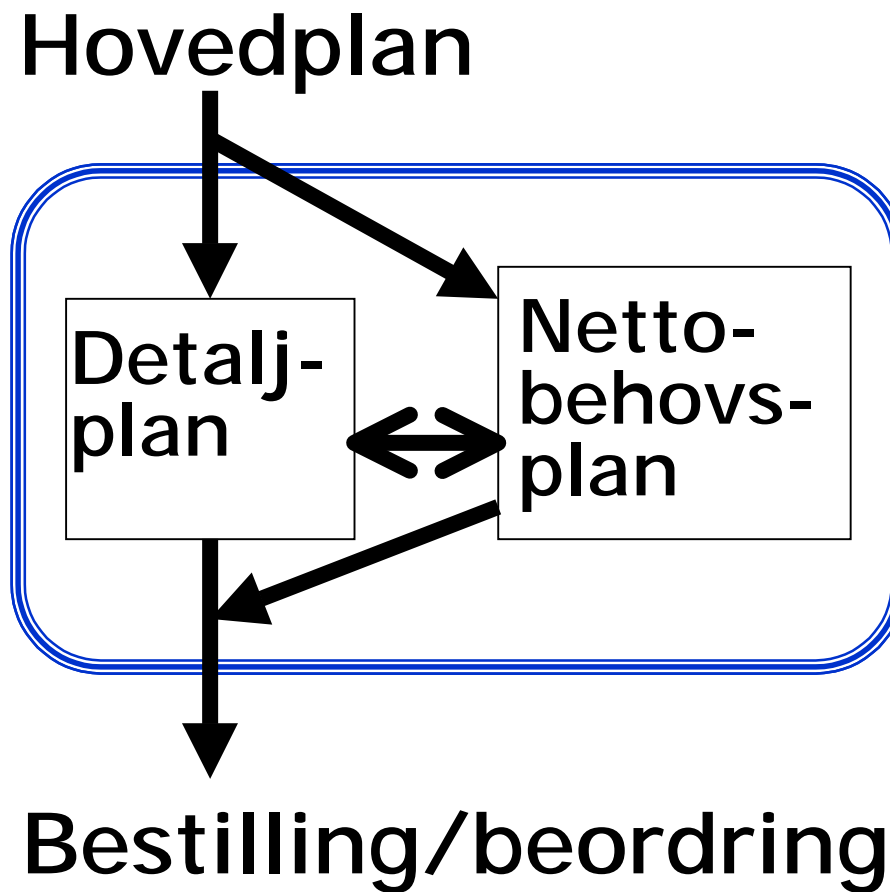 Hovedplan
Detalj-
plan
Netto-
behovs-
plan
Bestilling/beordring